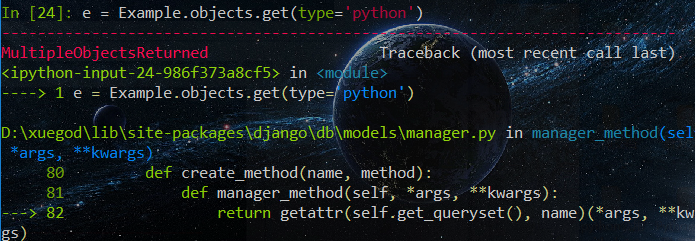 In [24]: e = Example.objects.get(type='python')
---------------------------------------------------------------------------
MultipleObjectsReturned                   Traceback (most recent call last)
<ipython-input-24-986f373a8cf5> in <module>
----> 1 e = Example.objects.get(type='python')

D:\xuegod\lib\site-packages\django\db\models\manager.py in manager_method(self,
 *args, **kwargs)
     80         def create_method(name, method):
     81             def manager_method(self, *args, **kwargs):
---> 82                 return getattr(self.get_queryset(), name)(*args, **kwar
gs)